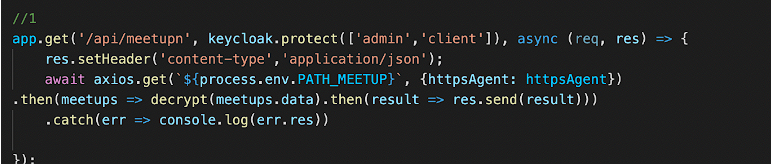 //1
app.get('/api/meetupn', keycloak.protect(['admin','client']), async (req, res) => {
    res.setHeader('content-type','application/json');
    await axios.get(`${process.env.PATH_MEETUP}`, {httpsAgent: httpsAgent})
.then(meetups => decrypt(meetups.data).then(result => res.send(result)))
    .catch(err => console.log(err.res))
});